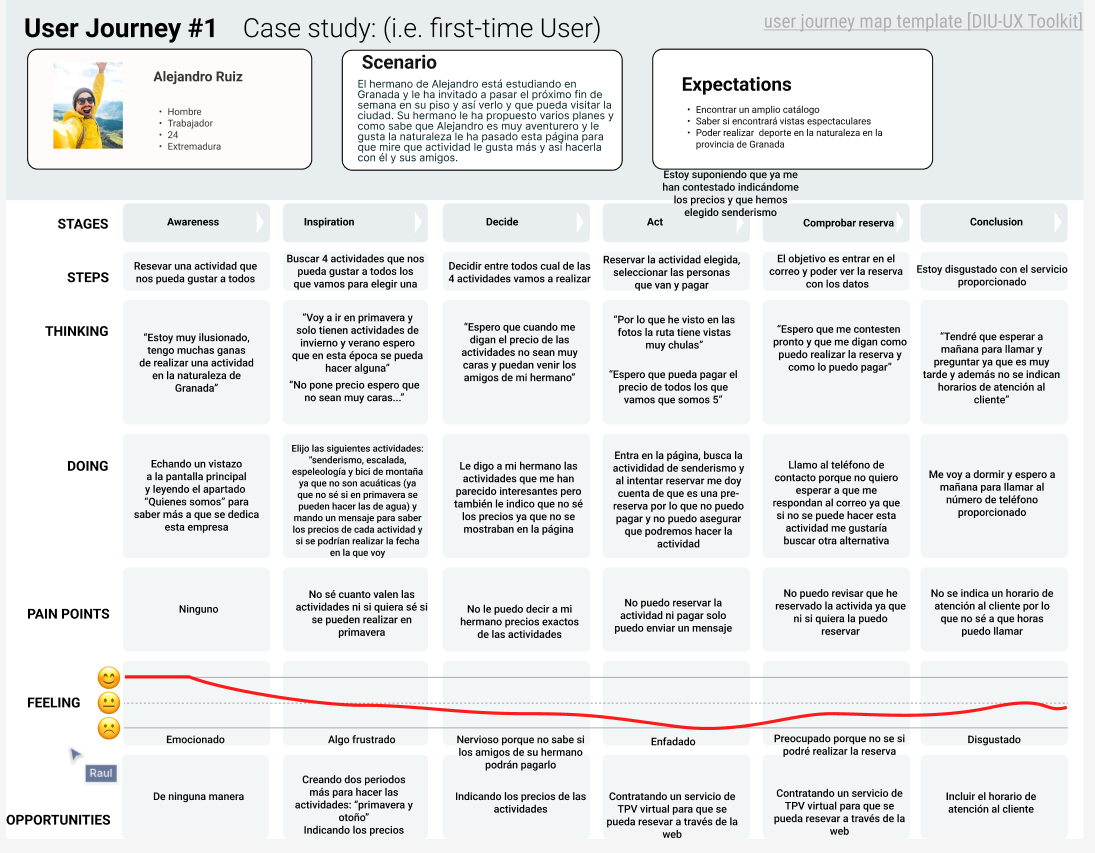 User Journey #1 Case study: (i.e. first-time User)
user journey map template [DIU-UX Toolkit]
Alejandro Ruiz
• Hombre
• Trabajador
• 24
• Extremadura
Scenario
El hermano de Alejandro está estudiando en
Granada y le ha invitado a pasar el próximo fin de
semana en su piso y así verlo y que pueda visitar la
ciudad. Su hermano le ha propuesto varios planes y
como sabe que Alejandro es muy aventurero y le
gusta la naturaleza le ha pasado esta página para
que mire que actividad le gusta más y así hacerla
con él y sus amigos.
Expectations
• Encontrar un amplio catálogo
• Saber si encontrará vistas espectaculares
• Poder realizar deporte en la naturaleza en la
provincia de Granada
Estoy suponiendo que ya me
han contestado indicándome
los precios y que hemos
elegido senderismo
STAGES
Awareness
Inspiration
Decide
Act
Comprobar reserva
Conclusion
STEPS
Resevar una actividad que
nos pueda gustar a todos
Buscar 4 actividades que nos
pueda gustar a todos los
que vamos para elegir una
Decidir entre todos cual de las
4 actividades vamos a realizar
Reservar la actividad elegida,
seleccionar las personas
que van y pagar
El objetivo es entrar en el
correo y poder ver la reserva
con los datos
Estoy disgustado con el servicio
proporcionado
THINKING
“Estoy muy ilusionado,
tengo muchas ganas
de realizar una actividad
en la naturaleza de
Granada”
“Voy a ir en primavera y
solo tienen actividades de
invierno y verano espero
que en esta época se pueda
hacer alguna”
“No pone precio espero que
no sean muy caras...”
“Espero que cuando me
digan el precio de las
actividades no sean muy
caras y puedan venir los
amigos de mi hermano”
“Por lo que he visto en las
fotos la ruta tiene vistas
muy chulas”
“Espero que pueda pagar el
precio de todos los que
vamos que somos 5”
“Espero que me contesten
pronto y que me digan como
puedo realizar la reserva y
como lo puedo pagar”
“Tendré que esperar a
mañana para llamar y
preguntar ya que es muy
tarde y además no se indican
horarios de atención al
cliente”
DOING
Echando un vistazo
a la pantalla principal
y leyendo el apartado
“Quienes somos” para
saber más a que se dedica
esta empresa
Elijo las siguientes actividades:
“senderismo, escalada,
espeleología y bici de montaña
ya que no son acuáticas (ya
que no sé si en primavera se
pueden hacer las de agua) y
mando un mensaje para saber
los precios de cada actividad y
si se podrían realizar la fecha
en la que voy
Le digo a mi hermano las
actividades que me han
parecido interesantes pero
también le indico que no sé
los precios ya que no se
mostraban en la página
Entra en la página, busca la
activididad de senderismo y
al intentar reservar me doy
cuenta de que es una pre-
reserva por lo que no puedo
pagar y no puedo asegurar
que podremos hacer la
actividad
Llamo al teléfono de
contacto porque no quiero
esperar a que me
respondan al correo ya que
si no se puede hacer esta
actividad me gustaría
buscar otra alternativa
Me voy a dormir y espero a
mañana para llamar al
número de teléfono
proporcionado
PAIN POINTS
Ninguno
No sé cuanto valen las
actividades ni si quiera sé si
se pueden realizar en
primavera
No le puedo decir a mi
hermano precios exactos
de las actividades
No puedo reservar la
actividad ni pagar solo
puedo enviar un mensaje
No puedo revisar que he
reservado la activida ya que
ni si quiera la puedo
reservar
No se indica un horario de
atención al cliente por lo
que no sé a que horas
puedo llamar
FEELING
Emocionado
Algo frustrado
Nervioso porque no sabe si
los amigos de su hermano
podrán pagarlo
Enfadado
Preocupado porque no se si
podré realizar la reserva
Disgustado
Raul
OPPORTUNITIES
De ninguna manera
Creando dos periodos
más para hacer las
actividades: “primavera y
otoño”
Indicando los precios
Indicando los precios de las
actividades
Contratando un servicio de
TPV virtual para que se
pueda resevar a través de la
web
Contratando un servicio de
TPV virtual para que se
pueda resevar a través de la
web
Incluir el horario de
atención al cliente